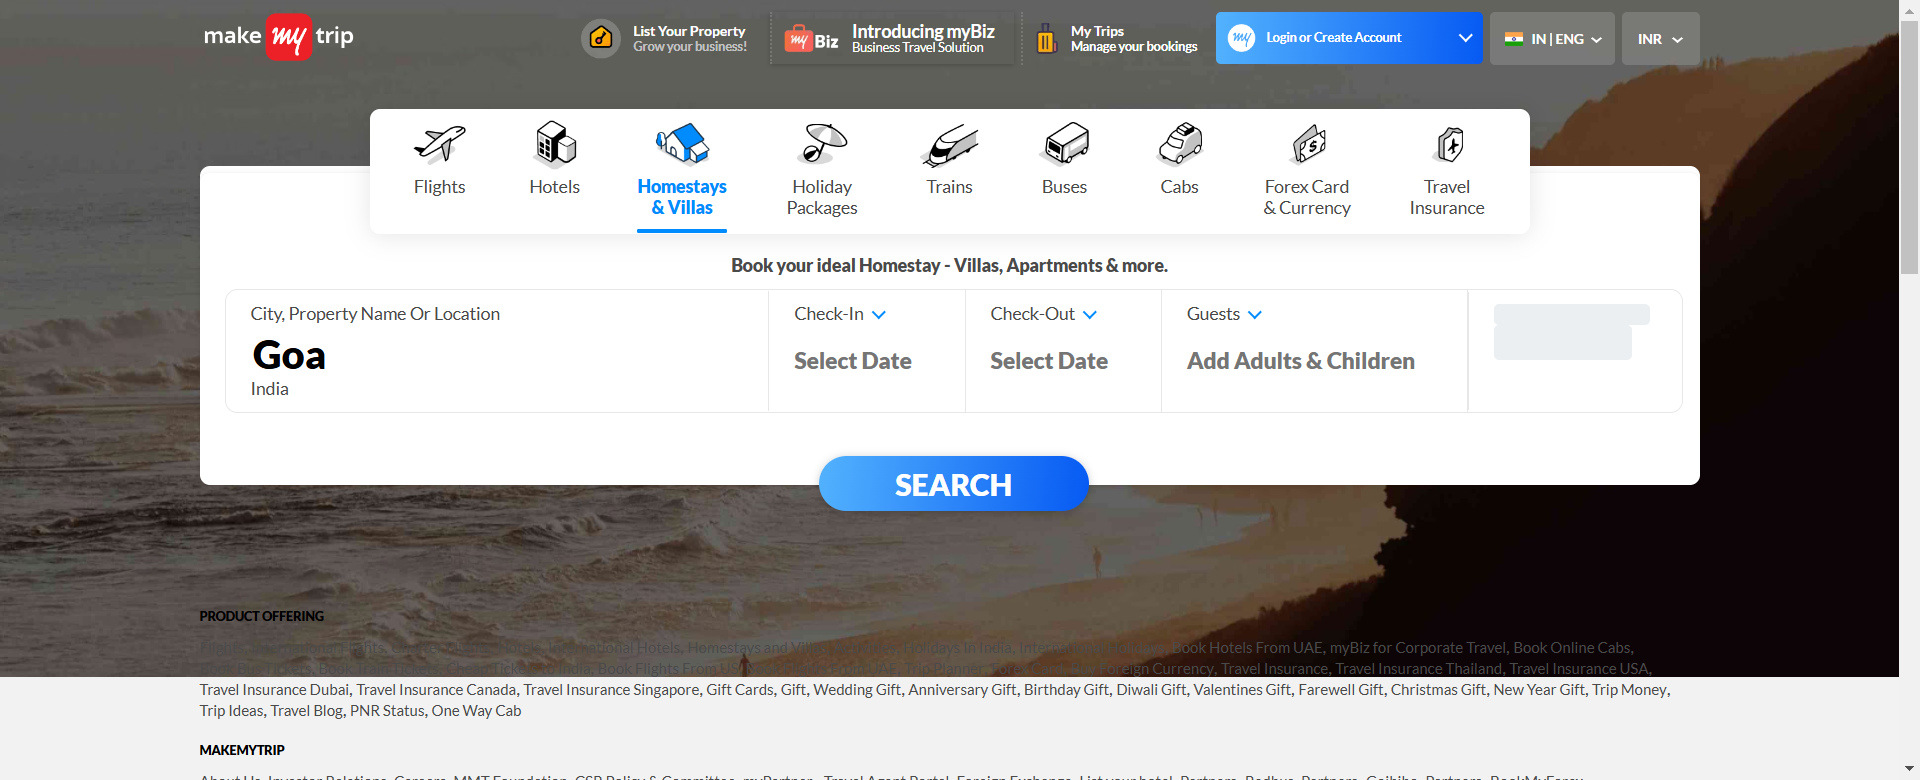 make my trip
List Your Property
Grow your business!
my Biz
Introducing myBiz
Business Travel Solution
My Trips
Manage your bookings
my
Login or Create Account
IN | ENG
INR
Flights
Hotels
Homestays
& Villas
Holiday
Packages
Trains
Buses
Cabs
Forex Card
& Currency
Travel
Insurance
Book your ideal Homestay - Villas, Apartments & more.
City, Property Name Or Location
Goa
India
Check-In
Select Date
Check-Out
Select Date
Guests
Add Adults & Children
SEARCH
PRODUCT OFFERING
Hotels, Homestays and Villas, Holidays in India, Book Hotels From UAE, myBiz for Corporate Travel, Book Online Cabs,
Book Flights From US, Trip Planner, Foreign Currency, Travel Insurance, Travel Insurance Thailand, Travel Insurance USA,
Travel Insurance Dubai, Travel Insurance Canada, Travel Insurance Singapore, Gift Cards, Gift, Wedding Gift, Anniversary Gift, Birthday Gift, Diwali Gift, Valentines Gift, Farewell Gift, Christmas Gift, New Year Gift, Trip Money,
Trip Ideas, Travel Blog, PNR Status, One Way Cab
MAKEMYTRIP
About Us, Investor Relations, Careers, MMT Foundation, CSR Policy & Committee, myPartner - Travel Agent Portal, Foreign Exchange, List your hotel, Partners- Redbus, Partners- Goibibo, Partners- BookMyForex